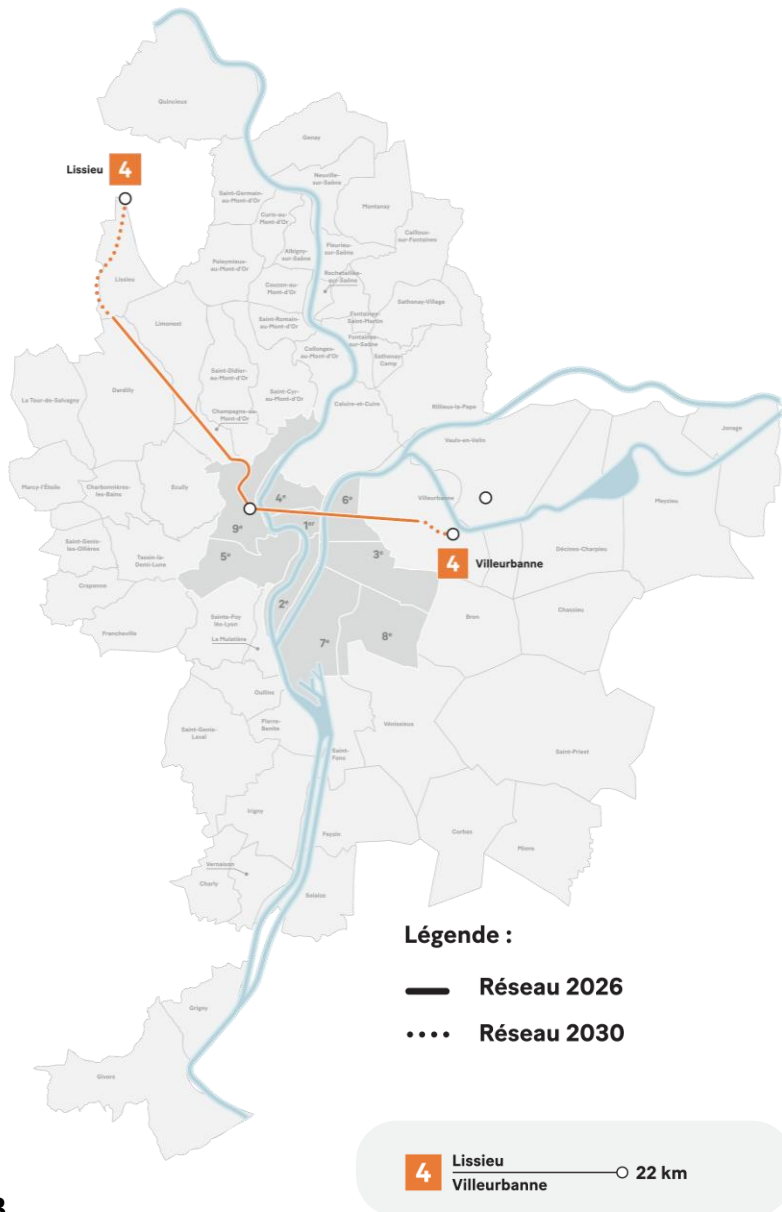 Quincieux
Genay
Lissieu
4
Neuville-
sur-Saône
Saint-Germain-
au-Mont-d'Or
Montanay
Curis-au-
Mont-d'Or
Cailloux-
sur-Fontaines
Albigny-
sur-Saône
Fleurieu-
sur-Saône
Poleymieux-
au-Mont-d'Or
Rochetaillée-
sur-Saône
Lissieu
Couzon-au-
Mont-d'Or
Sathonay-Village
Fontaines-
Saint-Martin
Limonest
Saint-Romain-
au-Mont-d'Or
Fontaines-
sur-Saône
Collonges-
au-Mont-d'Or
Sathonay-
Camp
Saint-Didier-
au-Mont-d'Or
Dardilly
Saint-Cyr-
au-Mont-d'Or
La Tour-de-Salvagny
Caluire-et-Cuire
Rillieux-la-Pape
Champagne-au-
Mont-d'Or
Jonage
Vaulx-en-Velin
Marcy-l'Étoile
Charbonnières-
les-Bains
Écully
4e
6e
Villeurbanne
Meyzieu
9e
1er
Saint-Genis-
les-Ollières
Tassin-la-
Demi-Lune
5e
3e
Décines-Charpieu
4
Villeurbanne
Craponne
2e
Chassieu
Sainte-Foy
lès-Lyon
Bron
Francheville
La Mulatière
7e
8e
Oullins
Saint-Genis-
Laval
Pierre-
Bénite
Vénissieux
Saint-
Fons
Saint-Priest
Irigny
Feyzin
Corbas
Mions
Vernaison
Charly
Solaize
Légende :
Réseau 2026
Grigny
Réseau 2030
Givors
4
Lissieu
Villeurbanne
22 km